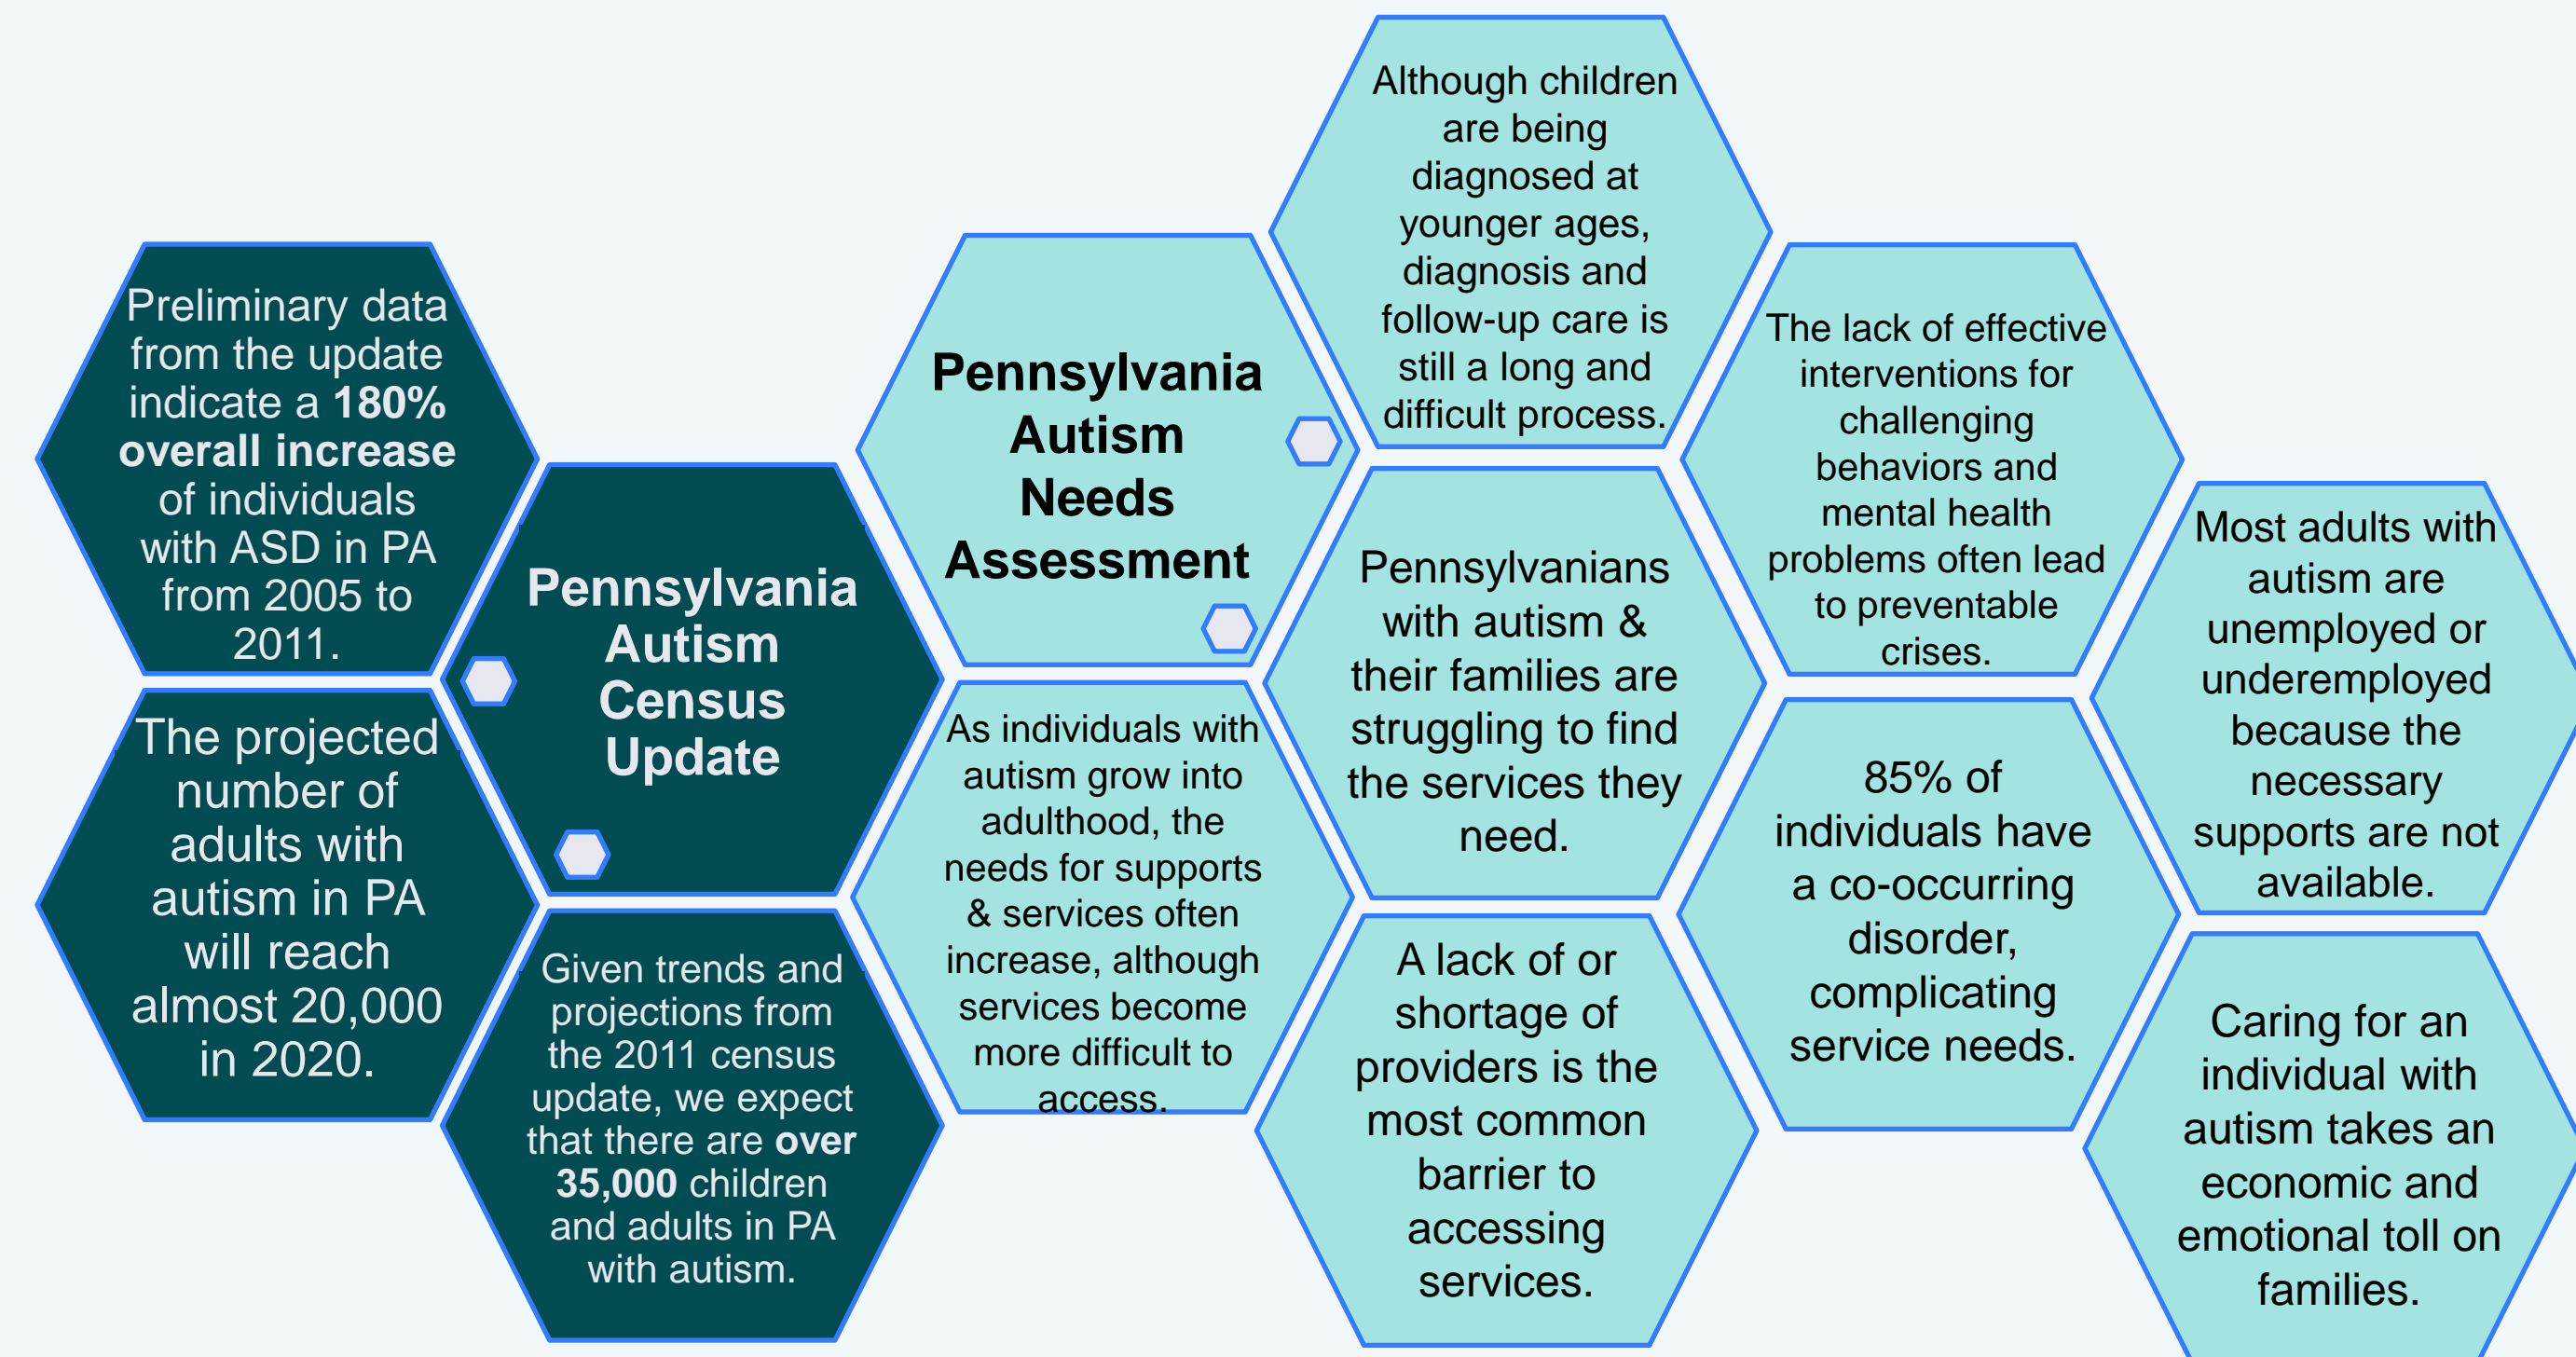 Preliminary data
from the update
indicate a 180%
overall increase
of individuals
with ASD in PA
from 2005 to
2011.
The projected
number of
adults with
autism in PA
will reach
almost 20,000
in 2020.
Pennsylvania
Autism
Census
Update
Given trends and
projections from
the 2011 census
update, we expect
that there are over
35,000 children
and adults in PA
with autism.
Pennsylvania
Autism
Needs
Assessment
As individuals with
autism grow into
adulthood, the
needs for supports
& services often
increase, although
services become
more difficult to
access.
Although children
are being
diagnosed at
younger ages,
diagnosis and
follow-up care is
still a long and
difficult process.
Pennsylvanians
with autism &
their families are
struggling to find
the services they
need.
A lack of or
shortage of
providers is the
most common
barrier to
accessing
services.
The lack of effective
interventions for
challenging
behaviors and
mental health
problems often lead
to preventable
crises.
85% of
individuals have
a co-occurring
disorder,
complicating
service needs.
Most adults with
autism are
unemployed or
underemployed
because the
necessary
supports are not
available.
Caring for an
individual with
autism takes an
economic and
emotional toll on
families.